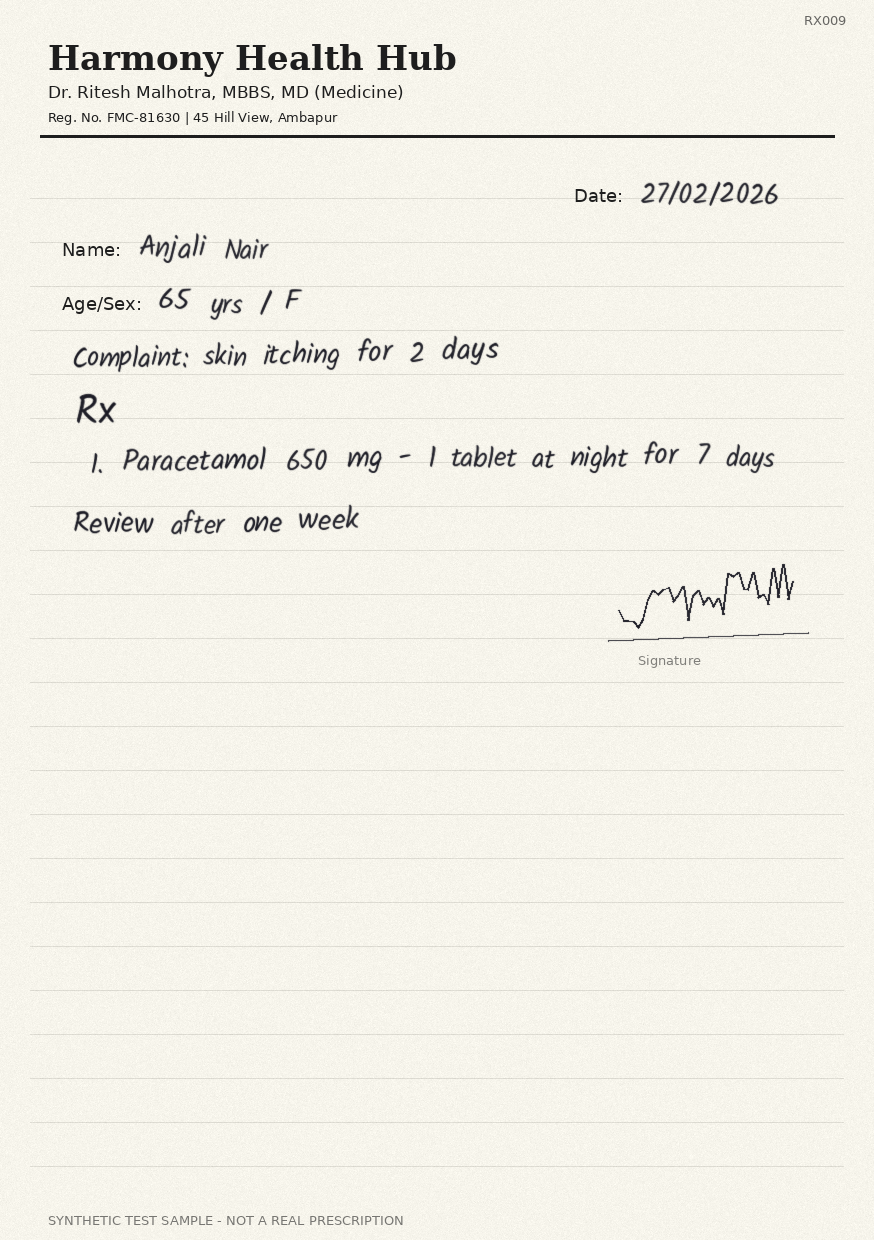 RX009
Harmony Health Hub
Dr. Ritesh Malhotra, MBBS, MD (Medicine)
Reg. No. FMC-81630 | 45 Hill View, Ambapur
Date: 27/02/2026
Name: Anjali Nair
Age/Sex: 65 yrs / F
Complaint: skin itching for 2 days
Rx
1. Paracetamol 650 mg - 1 tablet at night for 7 days
Review after one week
Signature
SYNTHETIC TEST SAMPLE - NOT A REAL PRESCRIPTION